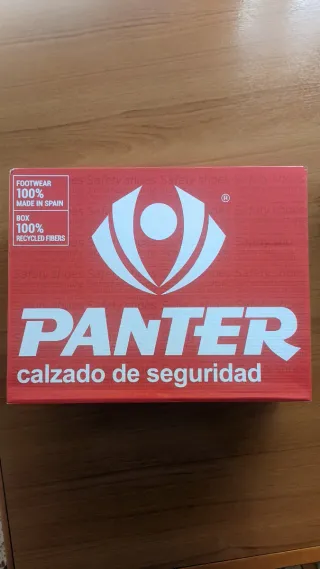 FOOTWEAR
100%
MADE IN SPAIN
BOX
100%
RECYCLED FIBERS
®
PANTER
calzado de seguridad